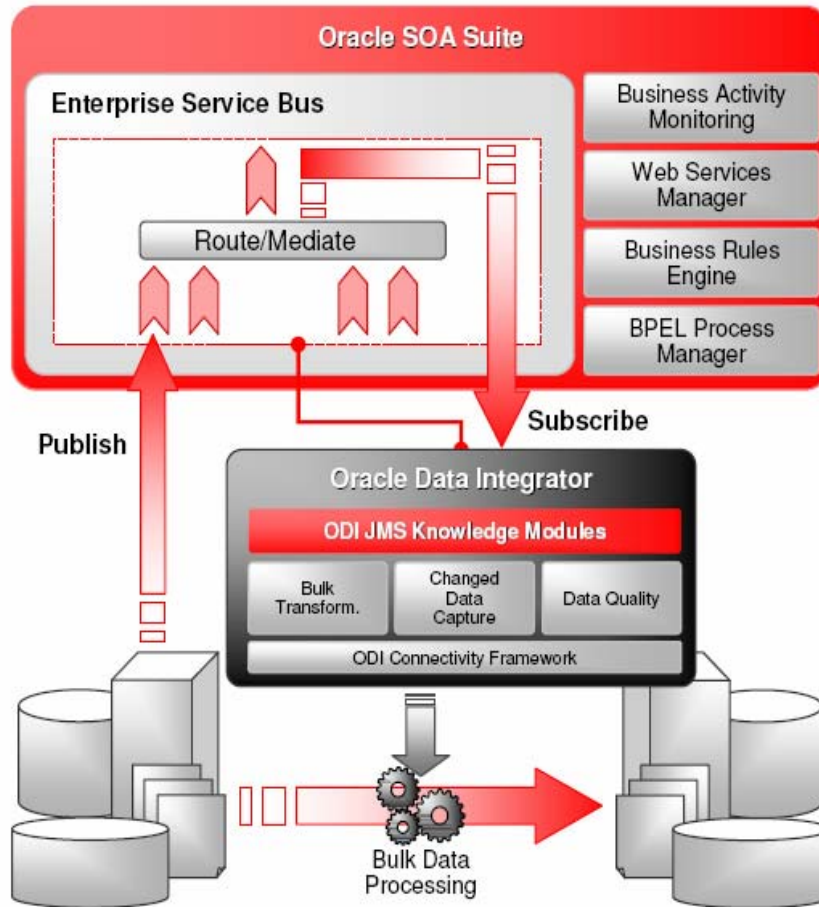 Oracle SOA Suite
Enterprise Service Bus
Route/Mediate
Business Activity
Monitoring
Web Services
Manager
Business Rules
Engine
BPEL Process
Manager
Publish
Subscribe
Oracle Data Integrator
ODI JMS Knowledge Modules
Bulk
Transform.
Changed
Data
Capture
Data Quality
ODI Connectivity Framework
Bulk Data
Processing